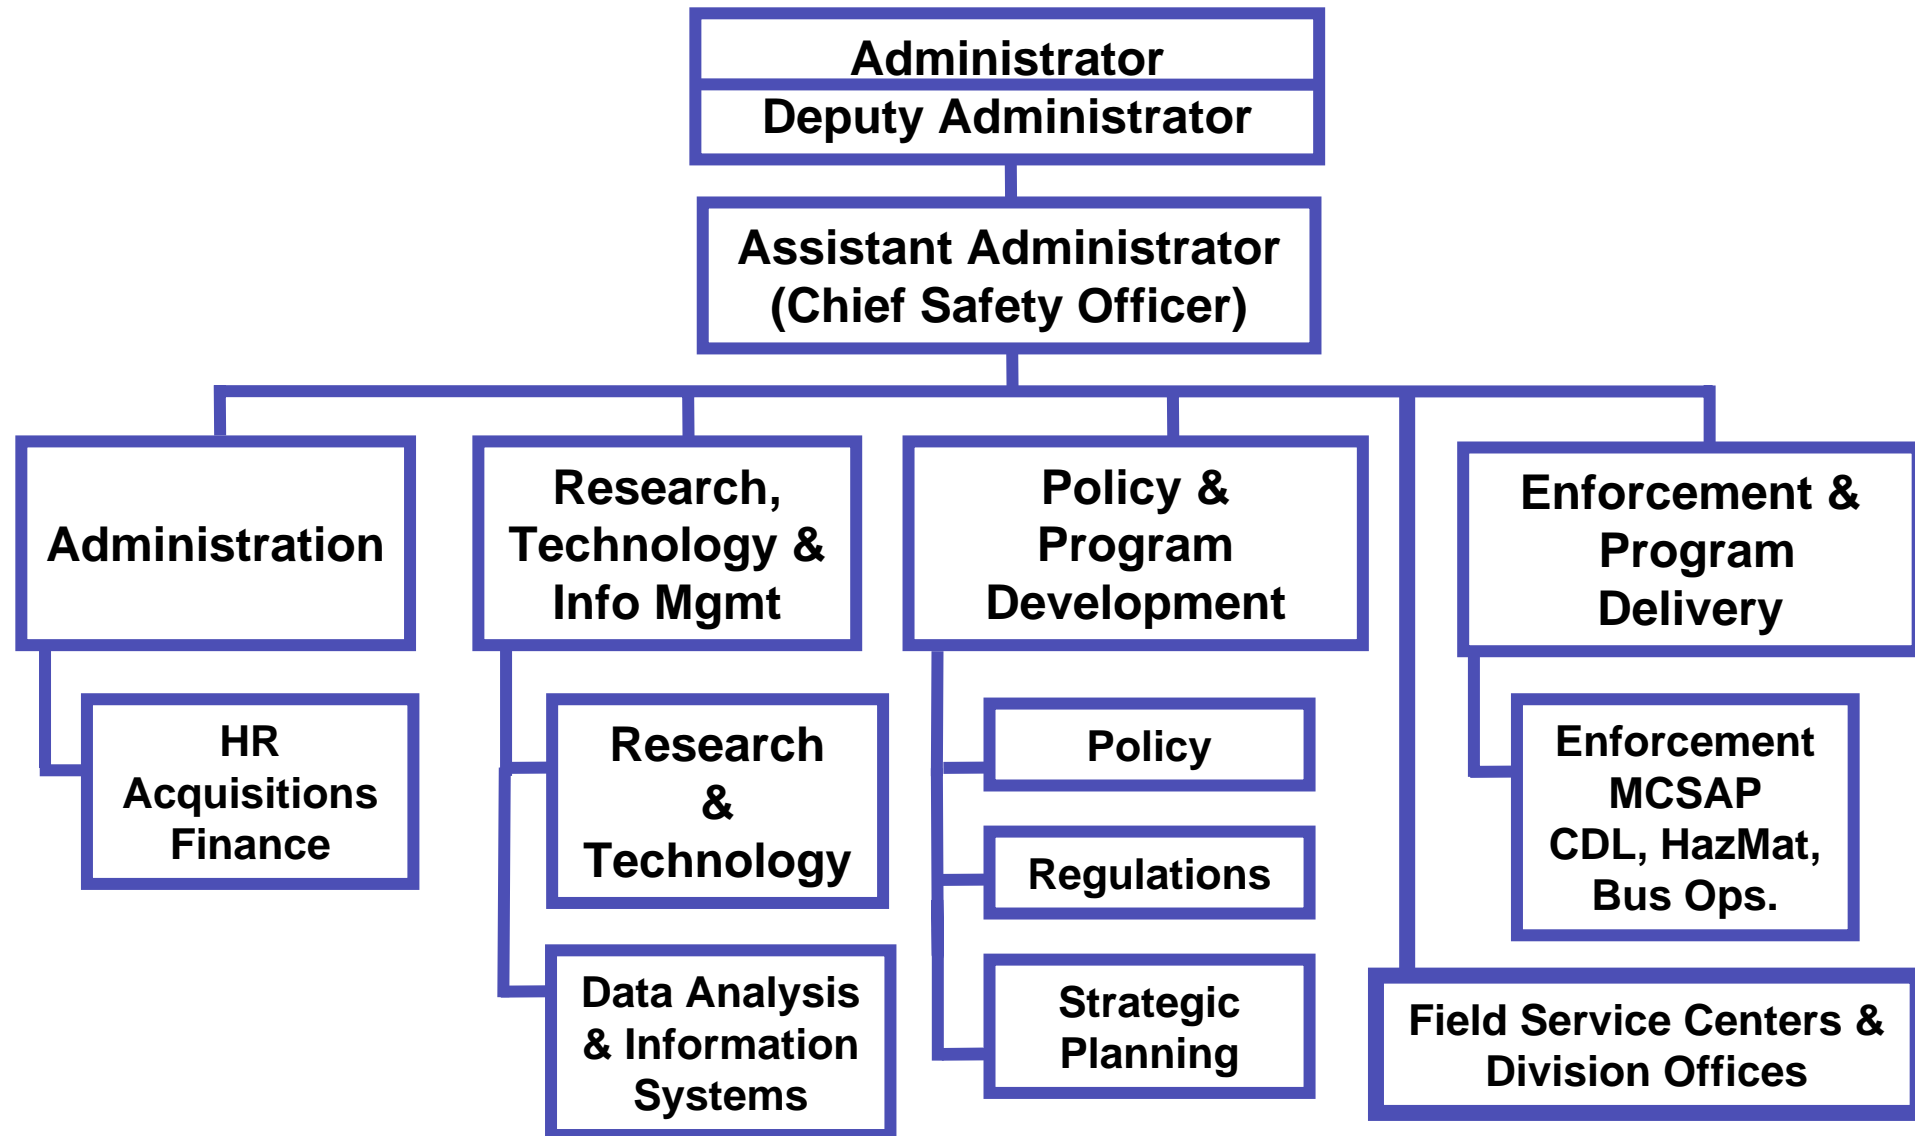 Administrator
Deputy Administrator
Assistant Administrator
(Chief Safety Officer)
Administration
Research,
Technology &
Info Mgmt
Policy &
Program
Development
Enforcement &
Program
Delivery
HR
Acquisitions
Finance
Research
&
Technology
Data Analysis
& Information
Systems
Policy
Regulations
Strategic
Planning
Enforcement
MCSAP
CDL, HazMat,
Bus Ops.
Field Service Centers &
Division Offices